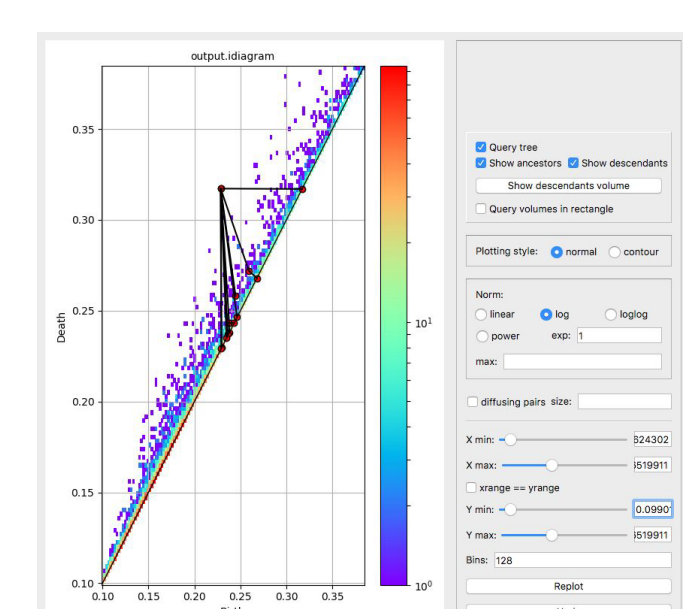 output.idiagram
0.35
0.30
0.25
0.20
0.15
0.10
Death
0.10 0.15 0.20 0.25 0.30 0.35
10¹
10⁰
Query tree
Show ancestors Show descendants
Show descendants volume
Query volumes in rectangle
Plotting style: normal contour
Norm:
linear log loglog
power exp: 1
max:
diffusing pairs size:
X min: 624302
X max: 6519911
xrange == yrange
Y min: 0.0990
Y max: 6519911
Bins: 128
Replot